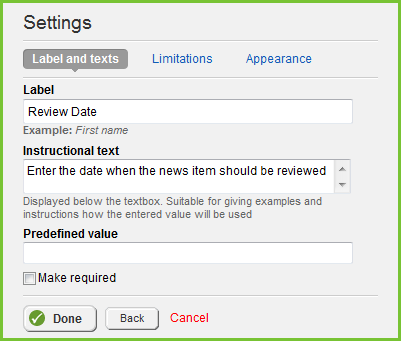 Settings
Label and texts Limitations Appearance
Label
Review Date
Example: First name
Instructional text
Enter the date when the news item should be reviewed
Displayed below the textbox. Suitable for giving examples and
instructions how the entered value will be used
Predefined value
Make required
Done Back Cancel